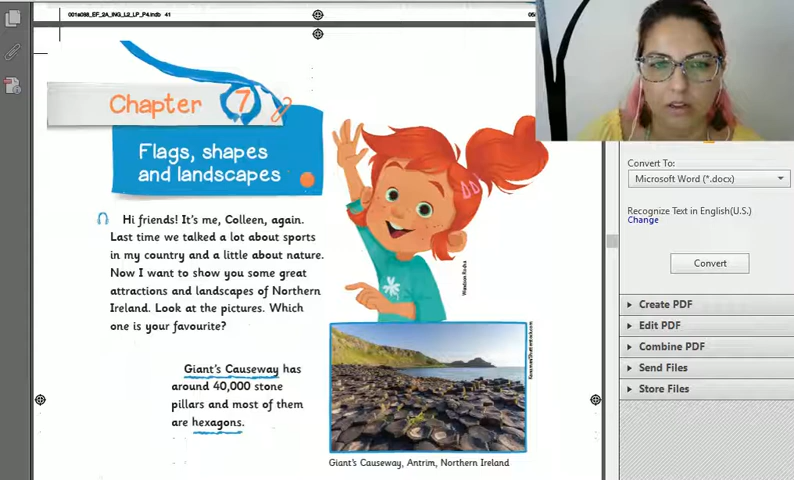 001a088_EF_2A_ING_L2_LP_P4.indb 41
05/
Chapter 7
Flags, shapes
and landscapes
Hi friends! It's me, Colleen, again.
Last time we talked a lot about sports
in my country and a little about nature.
Now I want to show you some great
attractions and landscapes of Northern
Ireland. Look at the pictures. Which
one is your favourite?
Giant's Causeway has
around 40,000 stone
pillars and most of them
are hexagons.
Giant's Causeway, Antrim, Northern Ireland
Convert To:
Microsoft Word (*.docx)
Recognize Text in English(U.S.)
Change
Convert
Create PDF
Edit PDF
Combine PDF
Send Files
Store Files